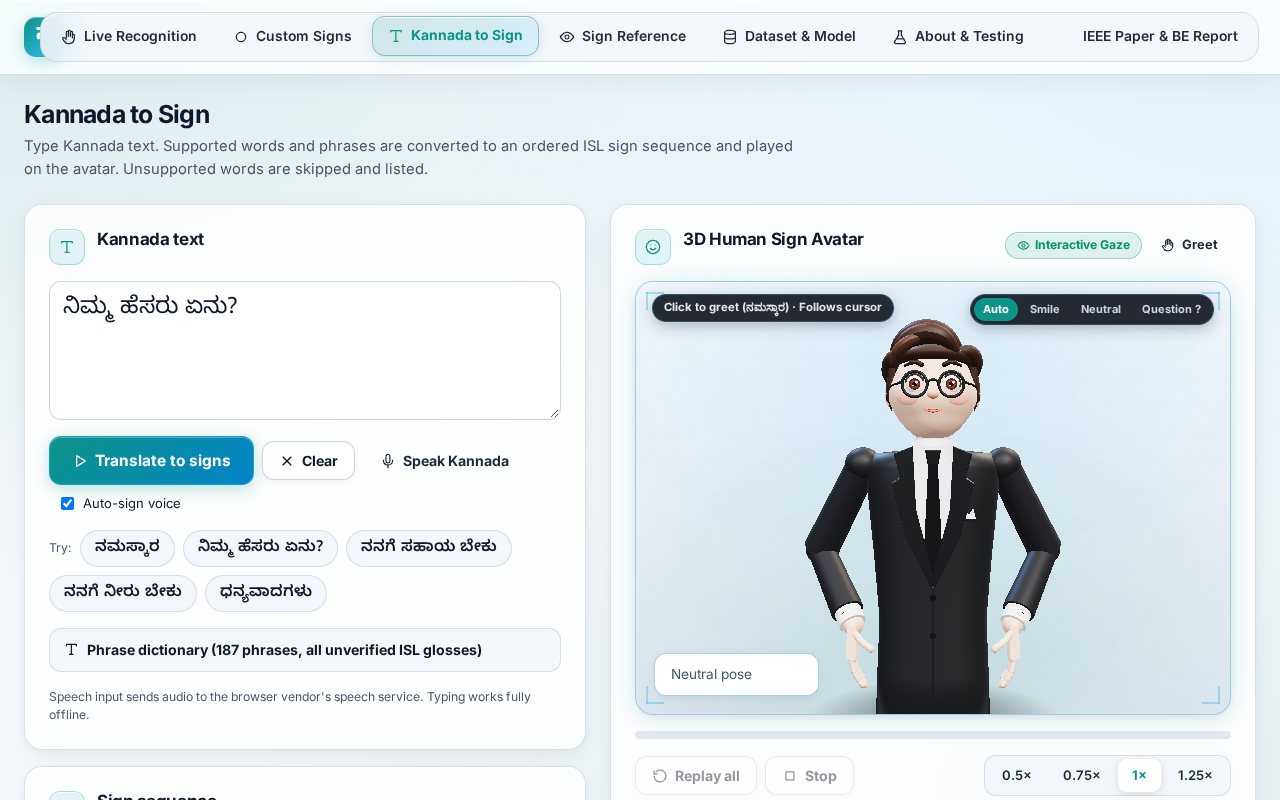 Live Recognition
Custom Signs
Kannada to Sign
Sign Reference
Dataset & Model
About & Testing
IEEE Paper & BE Report
Kannada to Sign
Type Kannada text. Supported words and phrases are converted to an ordered ISL sign sequence and played
on the avatar. Unsupported words are skipped and listed.
Kannada text
ನಿಮ್ಮ ಹೆಸರು ಏನು?
Translate to signs
Clear
Speak Kannada
Auto-sign voice
Try:
ನಮಸ್ಕಾರ
ನಿಮ್ಮ ಹೆಸರು ಏನು?
ನನಗೆ ಸಹಾಯ ಬೇಕು
ನನಗೆ ನೀರು ಬೇಕು
ಧನ್ಯವಾದಗಳು
Phrase dictionary (187 phrases, all unverified ISL glosses)
Speech input sends audio to the browser vendor's speech service. Typing works fully
offline.
3D Human Sign Avatar
Interactive Gaze
Greet
Click to greet (ನಮಸ್ಕಾರ) · Follows cursor
Auto
Smile
Neutral
Question ?
Neutral pose
Replay all
Stop
0.5×
0.75×
1×
1.25×